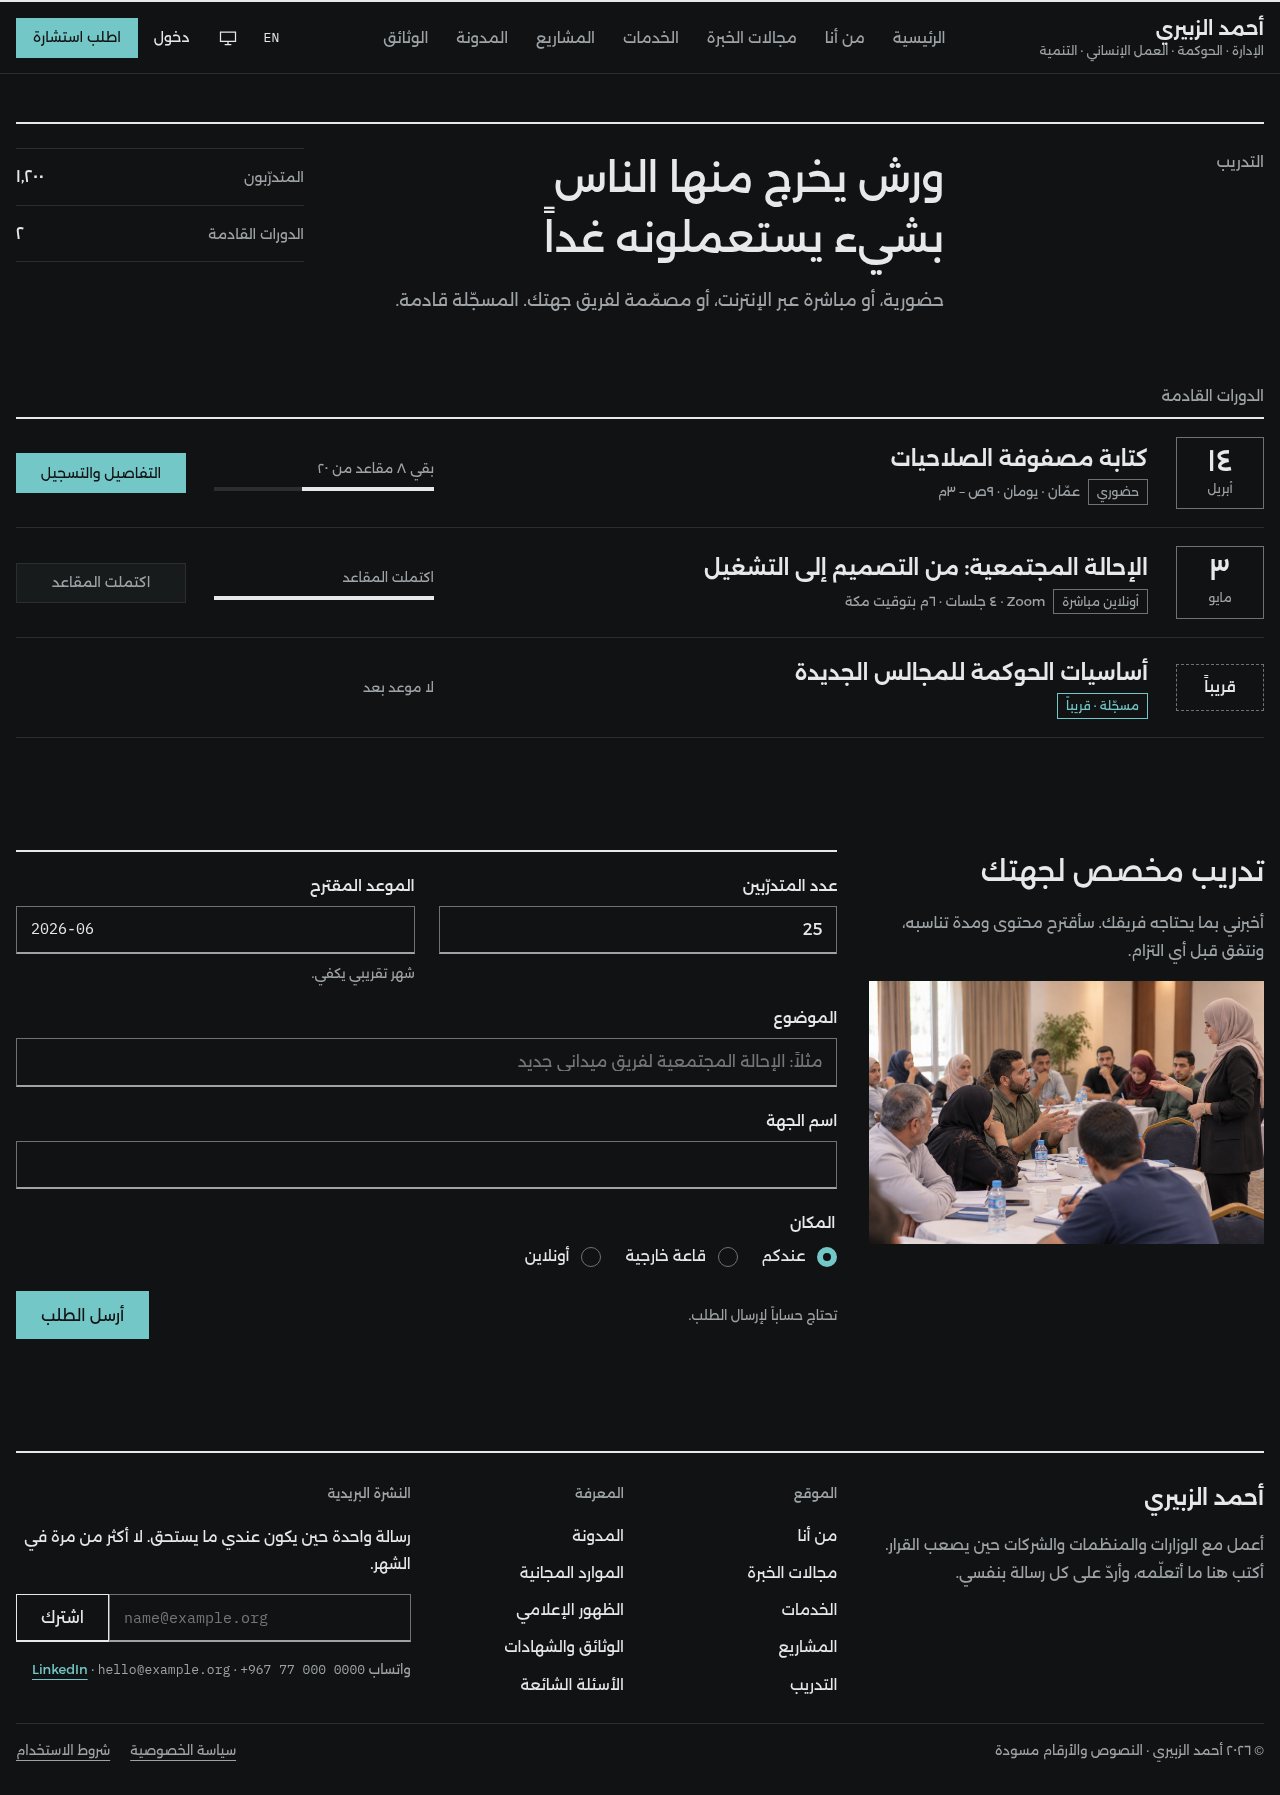 أحمد الزبيري
الإدارة · الحوكمة · العمل الإنساني · التنمية
الرئيسية
من أنا
مجالات الخبرة
الخدمات
المشاريع
المدونة
الوثائق
EN
دخول
اطلب استشارة
التدريب
ورش يخرج منها الناس
بشيء يستعملونه غداً
حضورية، أو مباشرة عبر الإنترنت، أو مصمّمة لفريق جهتك. المسجّلة قادمة.
المتدرّبون
١٬٢٠٠
الدورات القادمة
٢
الدورات القادمة
١٤
أبريل
كتابة مصفوفة الصلاحيات
حضوري
عمّان · يومان · ٩ص – ٣م
بقي ٨ مقاعد من ٢٠
التفاصيل والتسجيل
٣
مايو
الإحالة المجتمعية: من التصميم إلى التشغيل
أونلاين مباشرة
Zoom · ٤ جلسات · ٦م بتوقيت مكة
اكتملت المقاعد
اكتملت المقاعد
قريباً
أساسيات الحوكمة للمجالس الجديدة
مسجّلة · قريباً
لا موعد بعد
تدريب مخصص لجهتك
أخبرني بما يحتاجه فريقك. سأقترح محتوى ومدة تناسبه،
ونتفق قبل أي التزام.
عدد المتدرّبين
25
الموعد المقترح
2026-06
شهر تقريبي يكفي.
الموضوع
مثلاً: الإحالة المجتمعية لفريق ميداني جديد
اسم الجهة
المكان
عندكم
قاعة خارجية
أونلاين
تحتاج حساباً لإرسال الطلب.
أرسل الطلب
أحمد الزبيري
أعمل مع الوزارات والمنظمات والشركات حين يصعب القرار.
أكتب هنا ما أتعلّمه، وأردّ على كل رسالة بنفسي.
الموقع
من أنا
مجالات الخبرة
الخدمات
المشاريع
التدريب
المعرفة
المدونة
الموارد المجانية
الظهور الإعلامي
الوثائق والشهادات
الأسئلة الشائعة
النشرة البريدية
رسالة واحدة حين يكون عندي ما يستحق. لا أكثر من مرة في
الشهر.
name@example.org
اشترك
واتساب +967 77 000 0000 · hello@example.org · LinkedIn
© ٢٠٢٦ أحمد الزبيري · النصوص والأرقام مسودة
سياسة الخصوصية
شروط الاستخدام